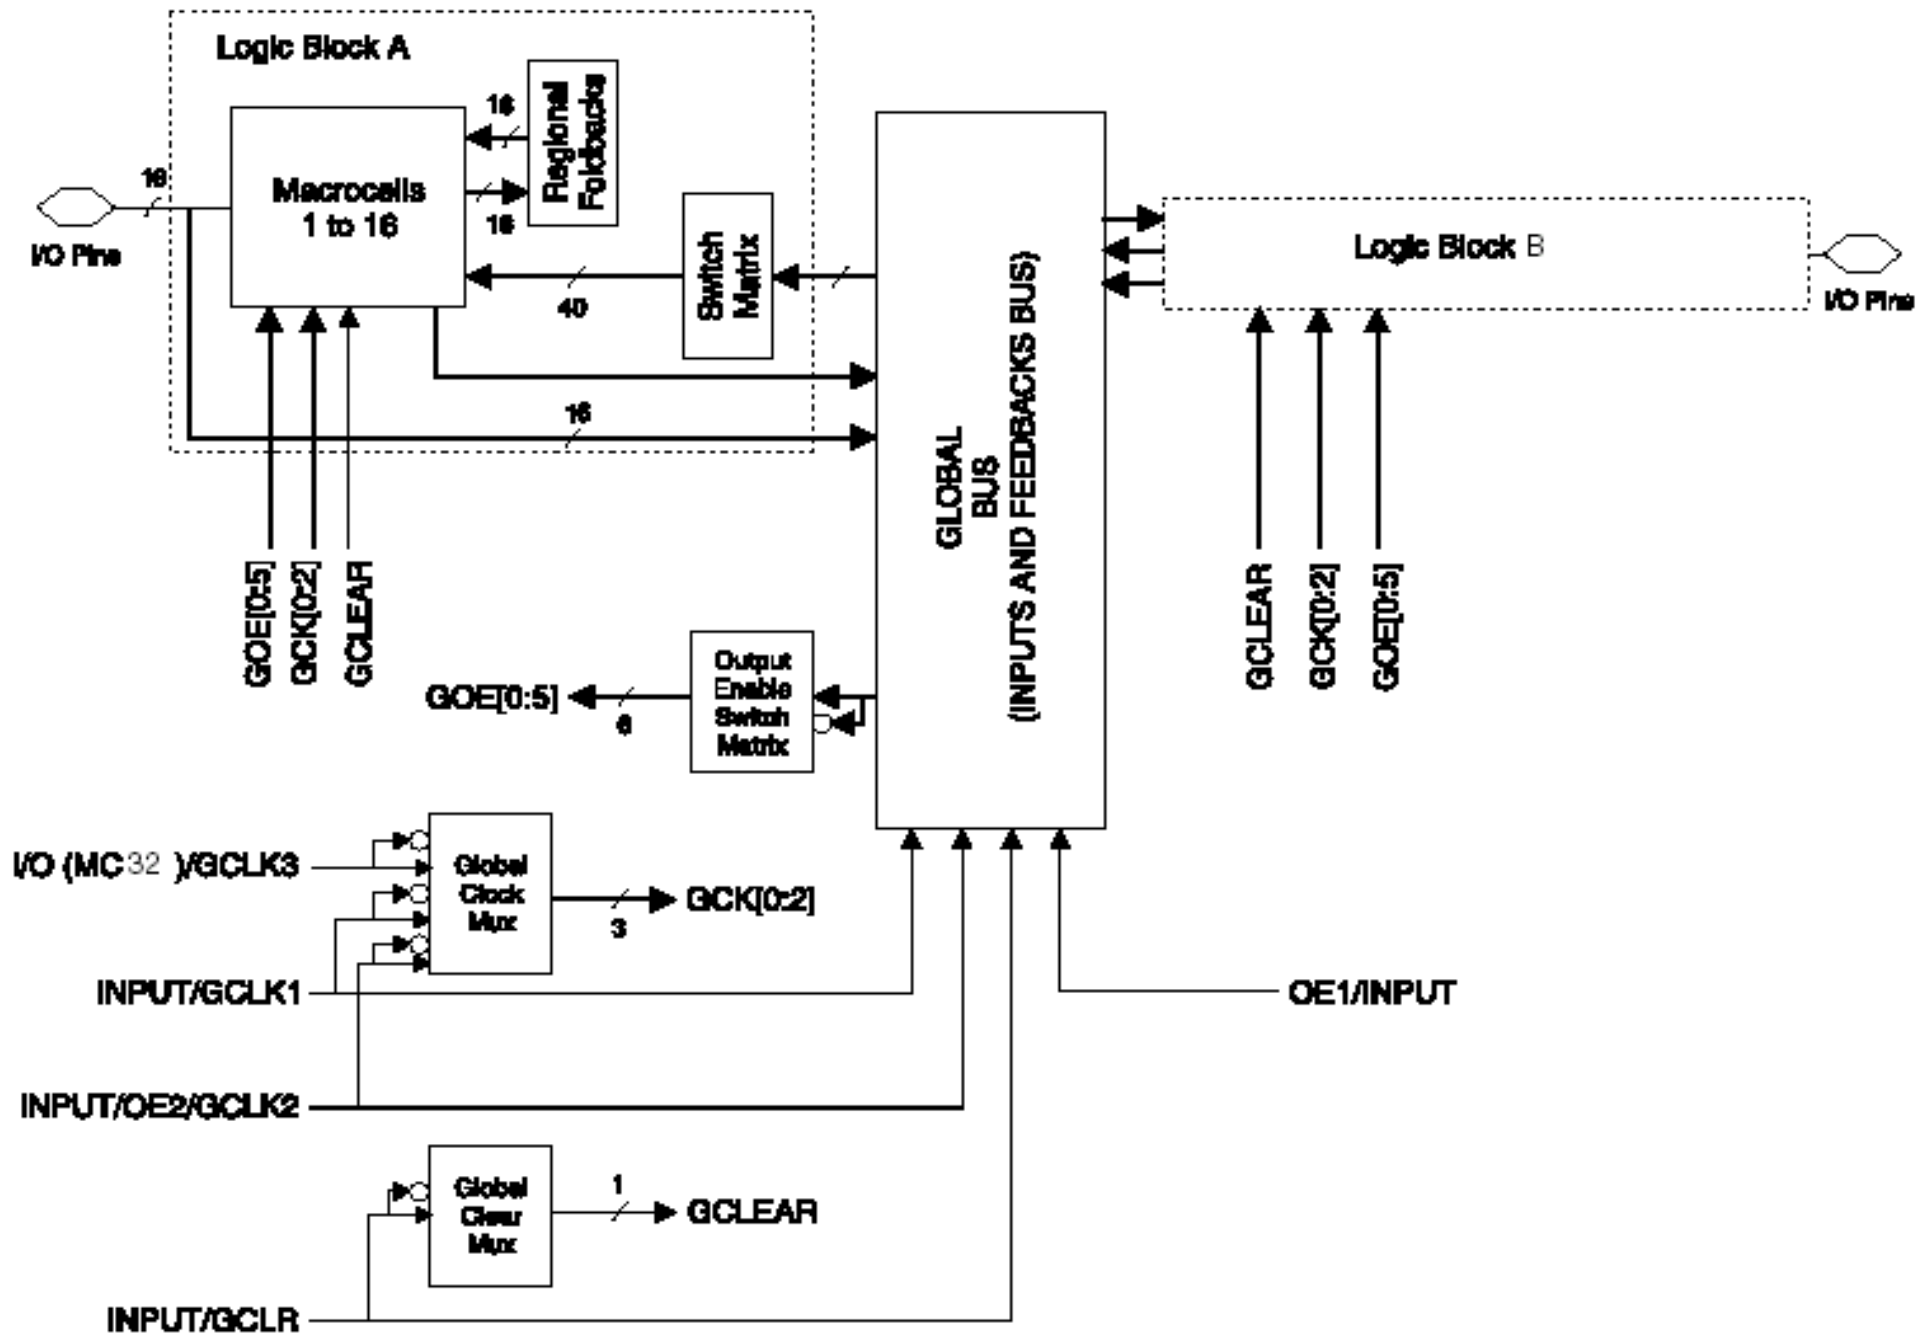 Logic Block A
16
Regional
Foldbacks
16
Macrocells
1 to 16
16
I/O Pins
Switch
Matrix
40
16
GOE[0:5]
GCK[0:2]
GCLEAR
GLOBAL
BUS
(INPUTS AND FEEDBACKS BUS)
Logic Block B
I/O Pins
GCLEAR
GCK[0:2]
GOE[0:5]
Output
Enable
Switch
Matrix
GOE[0:5]
6
I/O (MC32 )/GCLK3
Global
Clock
Mux
3
GCK[0:2]
INPUT/GCLK1
OE1/INPUT
INPUT/OE2/GCLK2
Global
Clear
Mux
1
GCLEAR
INPUT/GCLR